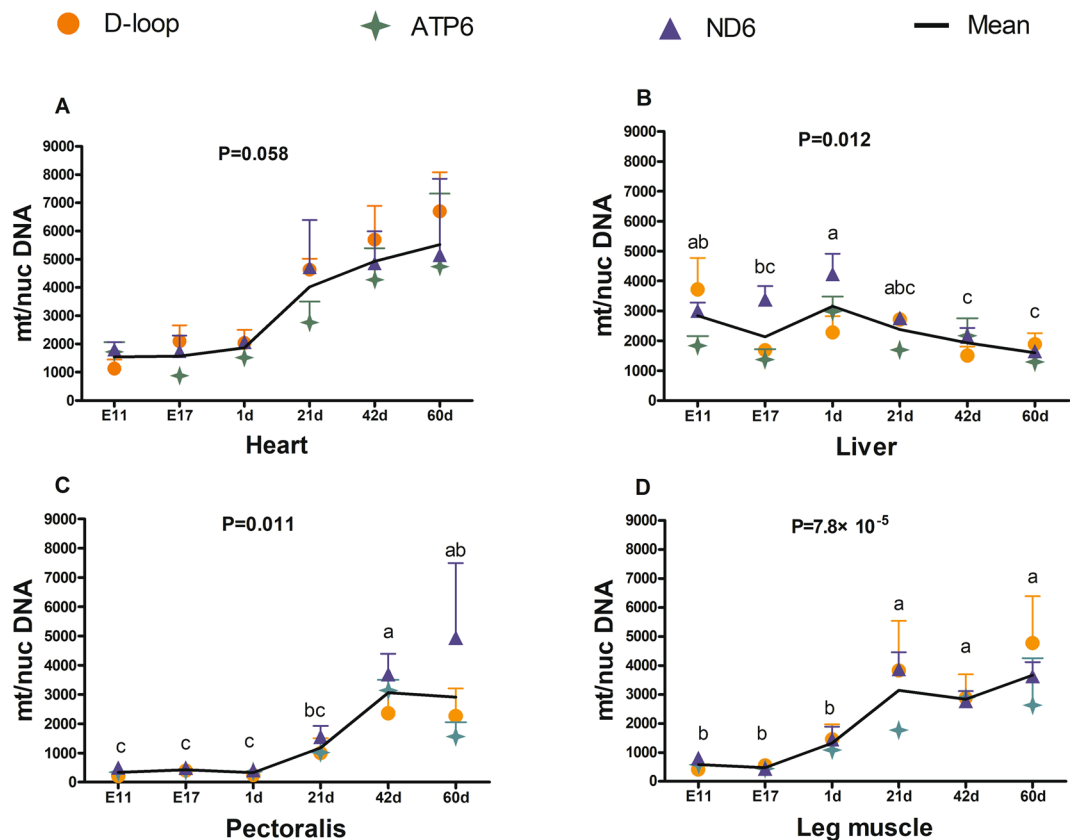 D-loop ATP6 ND6 Mean
A
P=0.058
mt/nuc DNA
9000
8000
7000
6000
5000
4000
3000
2000
1000
0
E11 E17 1d 21d 42d 60d
Heart
B
P=0.012
mt/nuc DNA
9000
8000
7000
6000
5000
4000
3000
2000
1000
0
ab bc a abc c c
E11 E17 1d 21d 42d 60d
Liver
C
P=0.011
mt/nuc DNA
9000
8000
7000
6000
5000
4000
3000
2000
1000
0
c c c bc a ab
E11 E17 1d 21d 42d 60d
Pectoralis
D
P=7.8× 10⁻⁵
mt/nuc DNA
9000
8000
7000
6000
5000
4000
3000
2000
1000
0
b b b a a a
E11 E17 1d 21d 42d 60d
Leg muscle